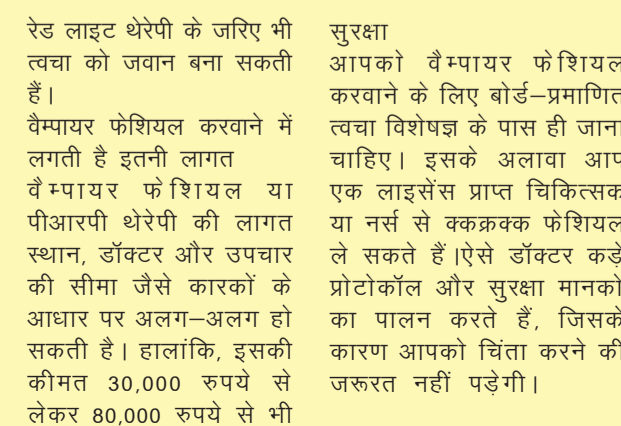 रेड लाइट थेरेपी के जरिए भी
त्वचा को जवान बना सकती
हैं।
वैम्पायर फेशियल करवाने में
लगती है इतनी लागत
वैम्पायर फेशियल या
पीआरपी थेरेपी की लागत
स्थान, डॉक्टर और उपचार
की सीमा जैसे कारकों के
आधार पर अलग–अलग हो
सकती है। हालांकि, इसकी
कीमत 30,000 रुपये से
लेकर 80,000 रुपये से भी
सुरक्षा
आपको वैम्पायर फेशियल
करवाने के लिए बोर्ड–प्रमाणित
त्वचा विशेषज्ञ के पास ही जाना
चाहिए। इसके अलावा आप
एक लाइसेंस प्राप्त चिकित्सक
या नर्स से क्कक्रक्क फेशियल
ले सकते हैं।ऐसे डॉक्टर कड़े
प्रोटोकॉल और सुरक्षा मानको
का पालन करते हैं, जिसके
कारण आपको चिंता करने की
जरूरत नहीं पड़ेगी।